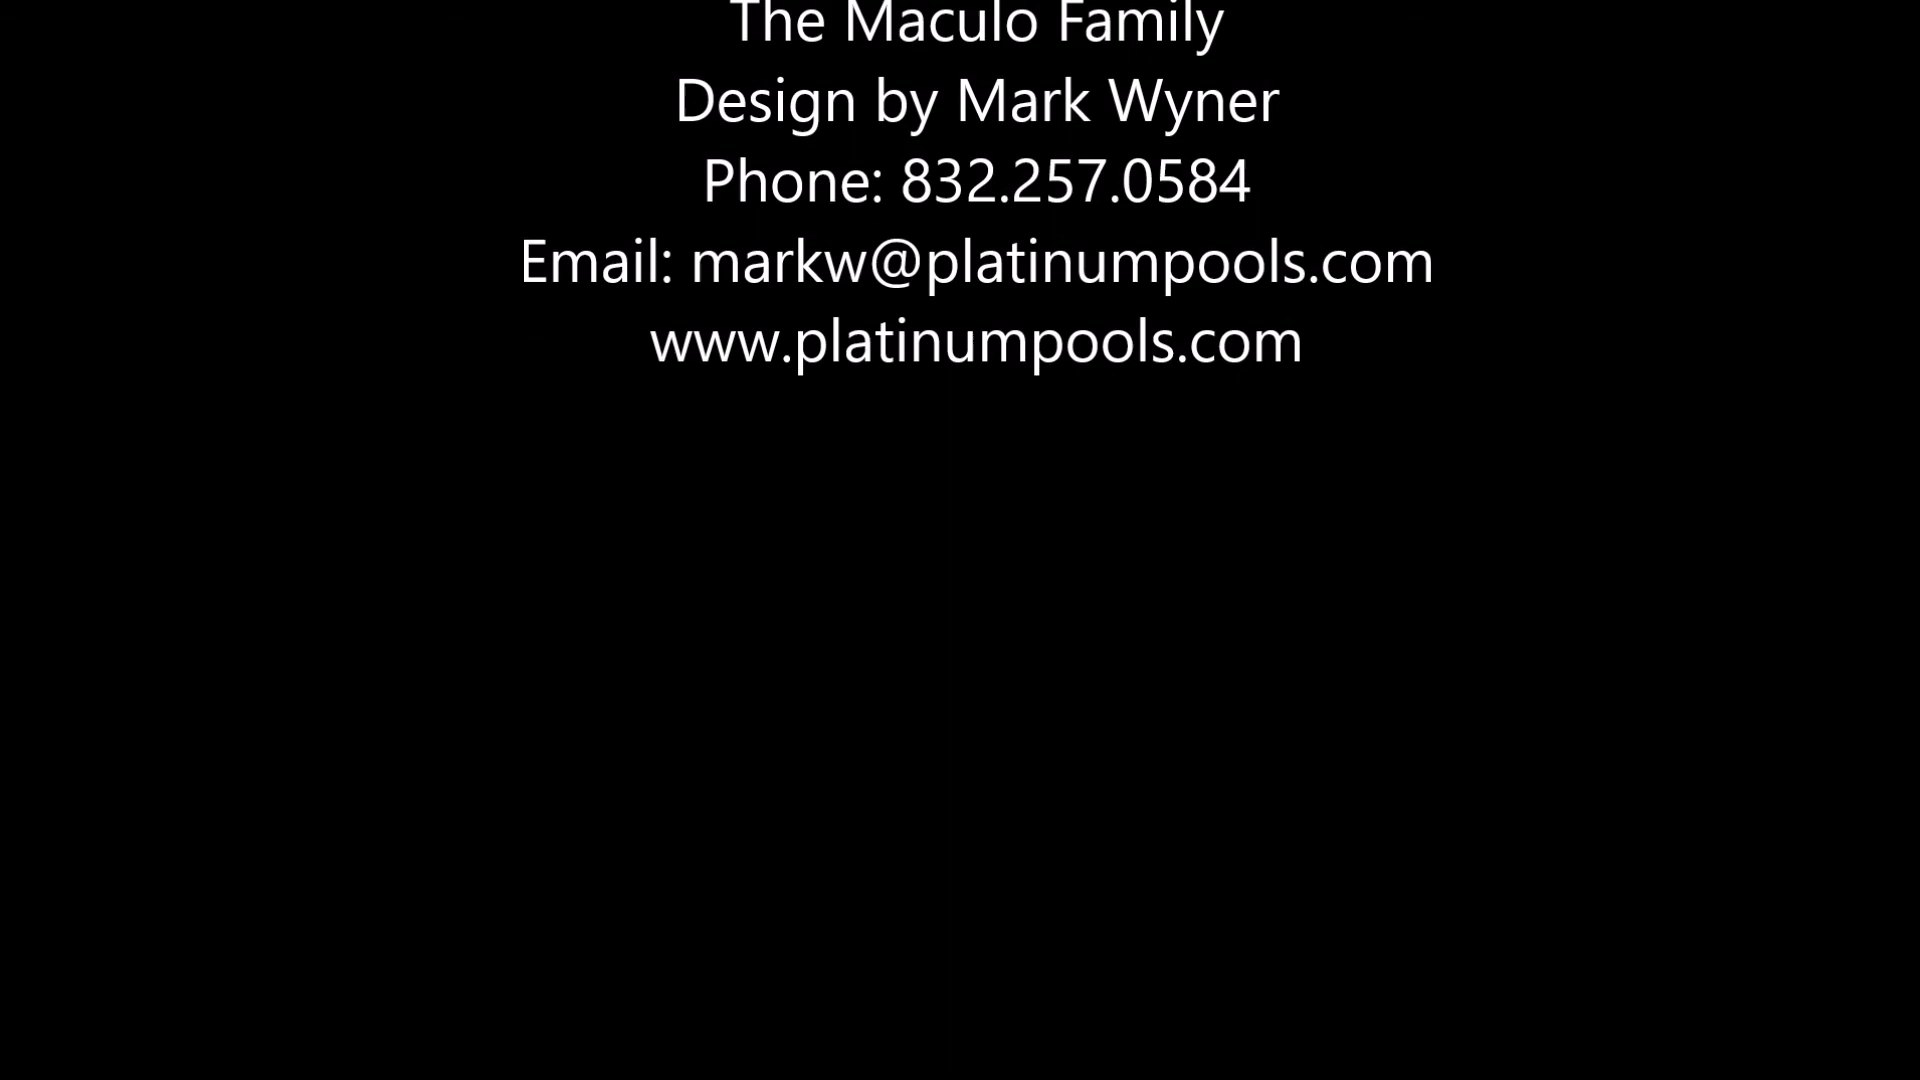 The Maculo Family
Design by Mark Wyner
Phone: 832.257.0584
Email: markw@platinumpools.com
www.platinumpools.com